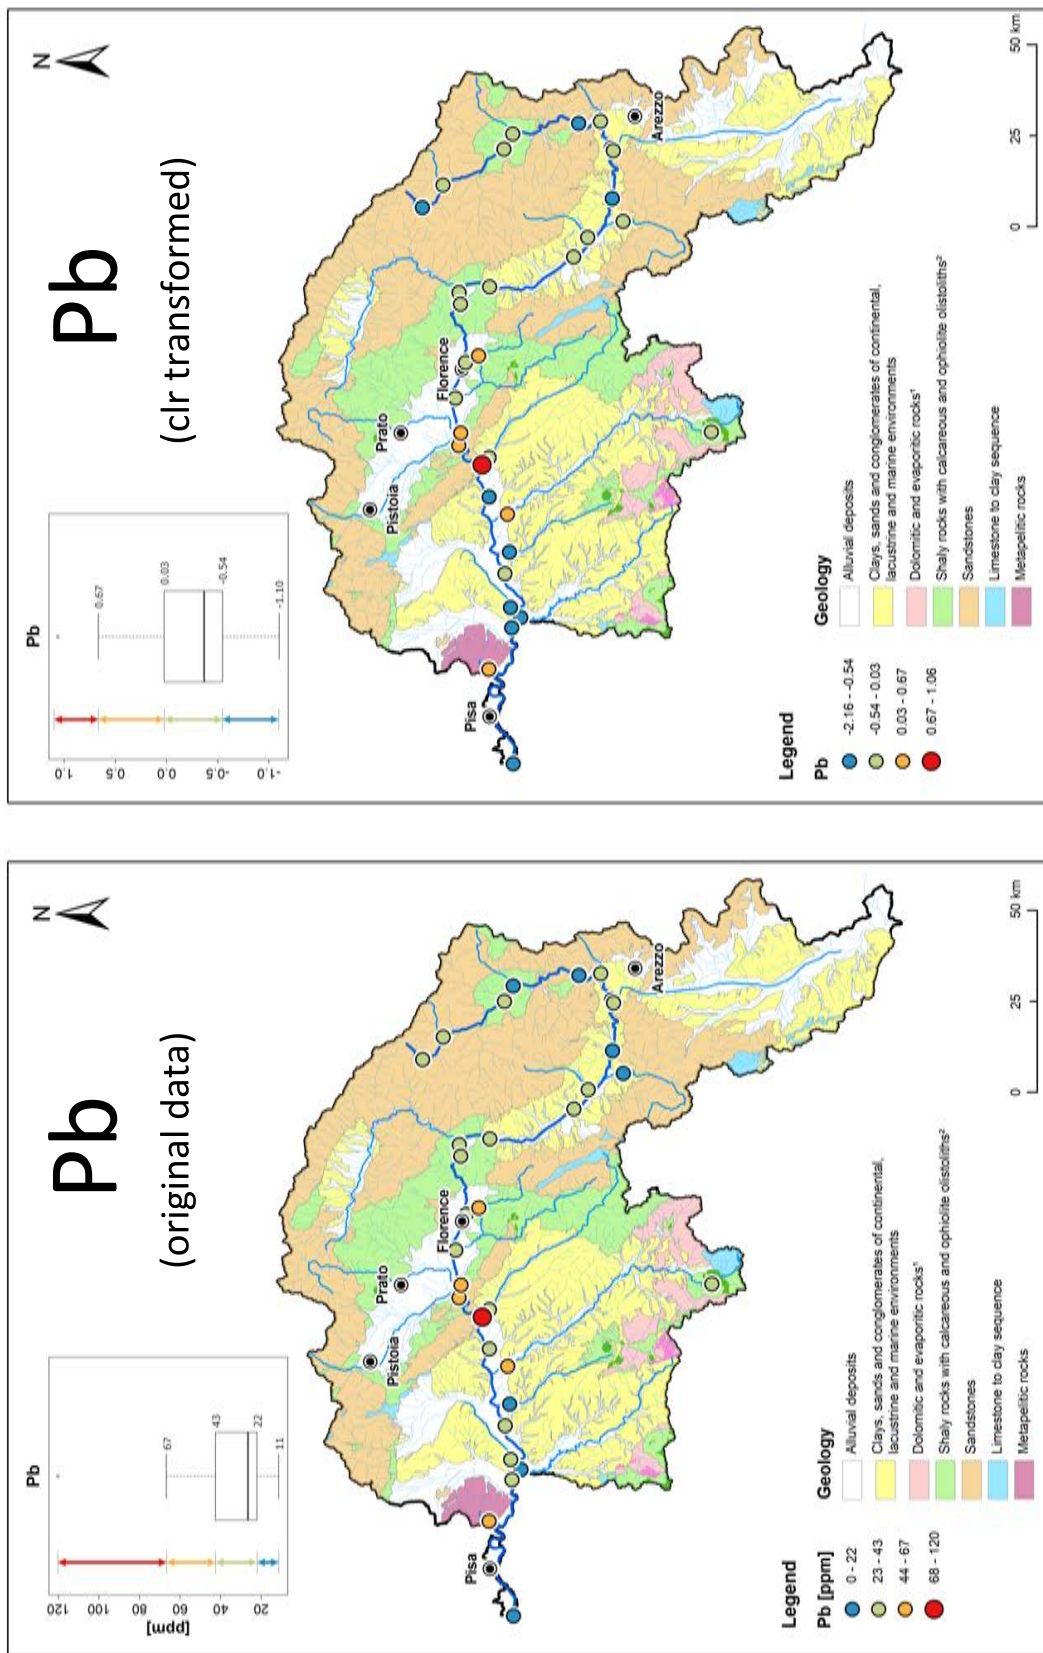 Pb
(original data)
N
Pb
120
100
80
60
40
20
[ppm]
67
43
22
11
Pistoia
Prato
Florence
Pisa
Arezzo
0
25
50 km
Legend
Pb [ppm]
0 - 22
23 - 43
44 - 67
68 - 120
Geology
Alluvial deposits
Clays, sands and conglomerates of continental,
lacustrine and marine environments
Dolomitic and evaporitic rocks¹
Shaly rocks with calcareous and ophiolite olistoliths²
Sandstones
Limestone to clay sequence
Metapelitic rocks
Pb
(clr transformed)
N
Pb
1.0
0.5
0.0
-0.5
-1.0
0.67
0.03
-0.54
-1.10
Pistoia
Prato
Florence
Pisa
Arezzo
0
25
50 km
Legend
Pb
-2.16 - -0.54
-0.54 - 0.03
0.03 - 0.67
0.67 - 1.06
Geology
Alluvial deposits
Clays, sands and conglomerates of continental,
lacustrine and marine environments
Dolomitic and evaporitic rocks¹
Shaly rocks with calcareous and ophiolite olistoliths²
Sandstones
Limestone to clay sequence
Metapelitic rocks